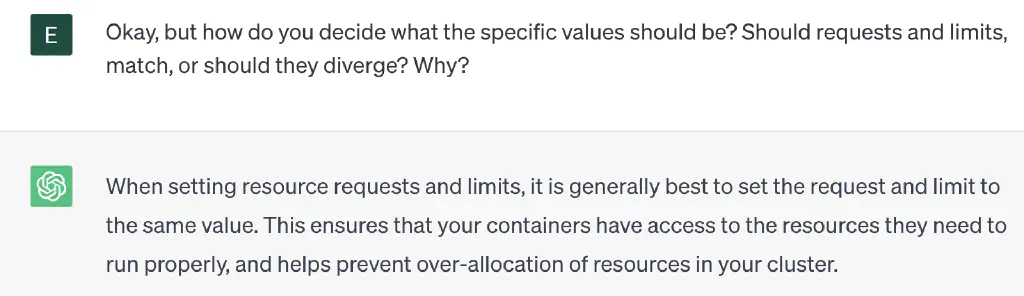 E
Okay, but how do you decide what the specific values should be? Should requests and limits,
match, or should they diverge? Why?
When setting resource requests and limits, it is generally best to set the request and limit to
the same value. This ensures that your containers have access to the resources they need to
run properly, and helps prevent over-allocation of resources in your cluster.